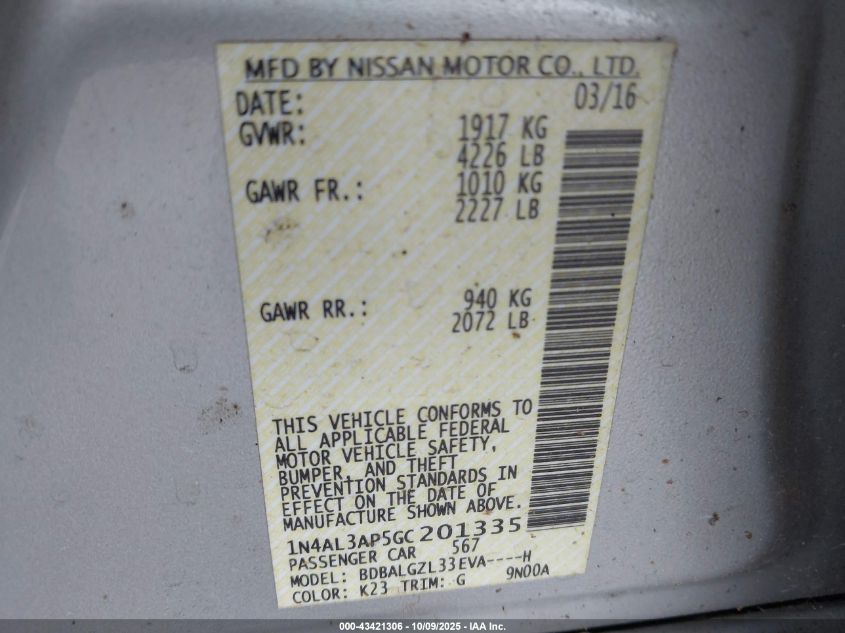 MFD BY NISSAN MOTOR CO., LTD.
DATE: 03/16
GVWR: 1917 KG
4226 LB
GAWR FR.: 1010 KG
2227 LB
GAWR RR.: 940 KG
2072 LB
THIS VEHICLE CONFORMS TO
ALL APPLICABLE FEDERAL
MOTOR VEHICLE SAFETY,
BUMPER, AND THEFT
PREVENTION STANDARDS IN
EFFECT ON THE DATE OF
MANUFACTURE SHOWN ABOVE.
1N4AL3AP5GC201335
PASSENGER CAR 567
MODEL: BDBALGZL33EVA----H
COLOR: K23 TRIM: G 9N00A
000-43421306 - 10/09/2025 - IAA Inc.